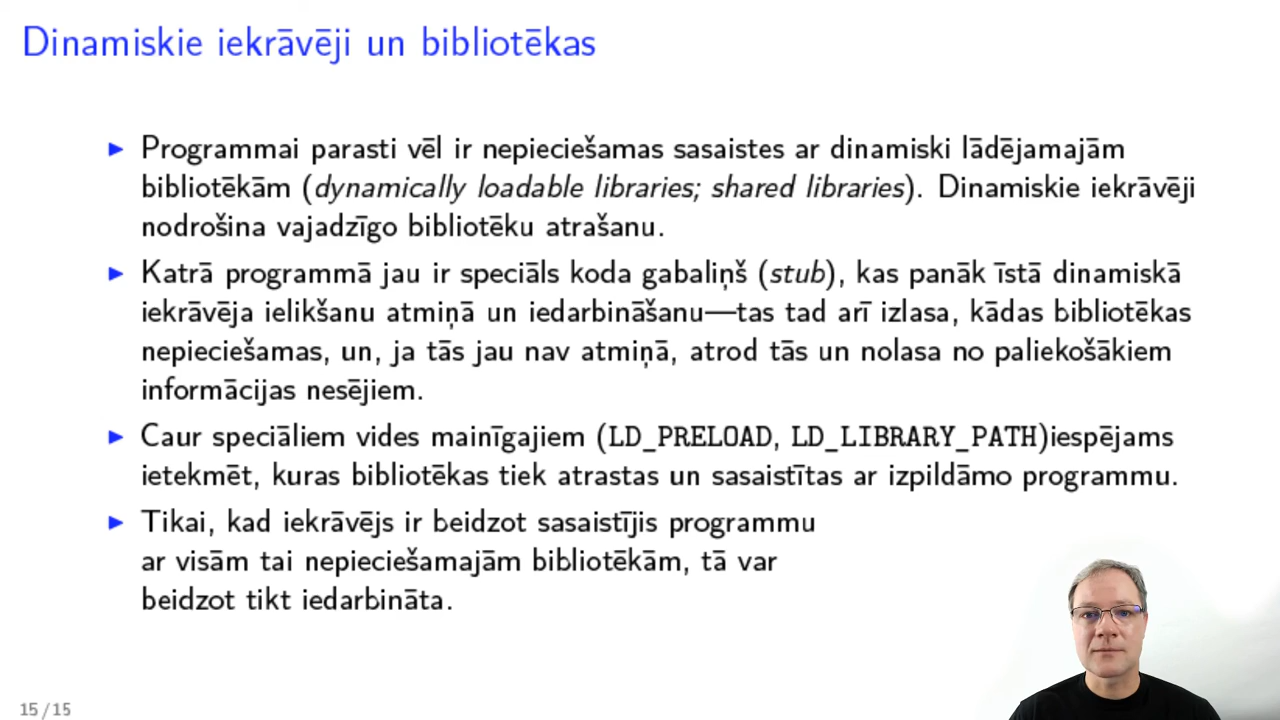 Dinamiskie iekrāvēji un bibliotēkas
▶ Programmai parasti vēl ir nepieciešamas sasaistes ar dinamiski lādējamajām
bibliotēkām (dynamically loadable libraries; shared libraries). Dinamiskie iekrāvēji
nodrošina vajadzīgo bibliotēku atrašanu.
▶ Katrā programmā jau ir speciāls koda gabaliņš (stub), kas panāk īstā dinamiskā
iekrāvēja ielikšanu atmiņā un iedarbināšanu—tas tad arī izlasa, kādas bibliotēkas
nepieciešamas, un, ja tās jau nav atmiņā, atrod tās un nolasa no paliekošākiem
informācijas nesējiem.
▶ Caur speciāliem vides mainīgajiem (LD_PRELOAD, LD_LIBRARY_PATH)iespējams
ietekmēt, kuras bibliotēkas tiek atrastas un sasaistītas ar izpildāmo programmu.
▶ Tikai, kad iekrāvējs ir beidzot sasaistījis programmu
ar visām tai nepieciešamajām bibliotēkām, tā var
beidzot tikt iedarbināta.
15/15